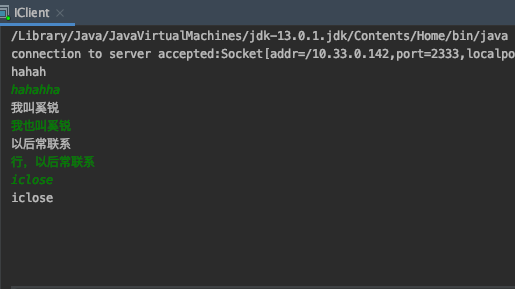 IClient
/Library/Java/JavaVirtualMachines/jdk-13.0.1.jdk/Contents/Home/bin/java
connection to server accepted:Socket[addr=/10.33.0.142,port=2333,localpo
hahah
hahahha
我叫奚锐
我也叫奚锐
以后常联系
行，以后常联系
iclose
iclose